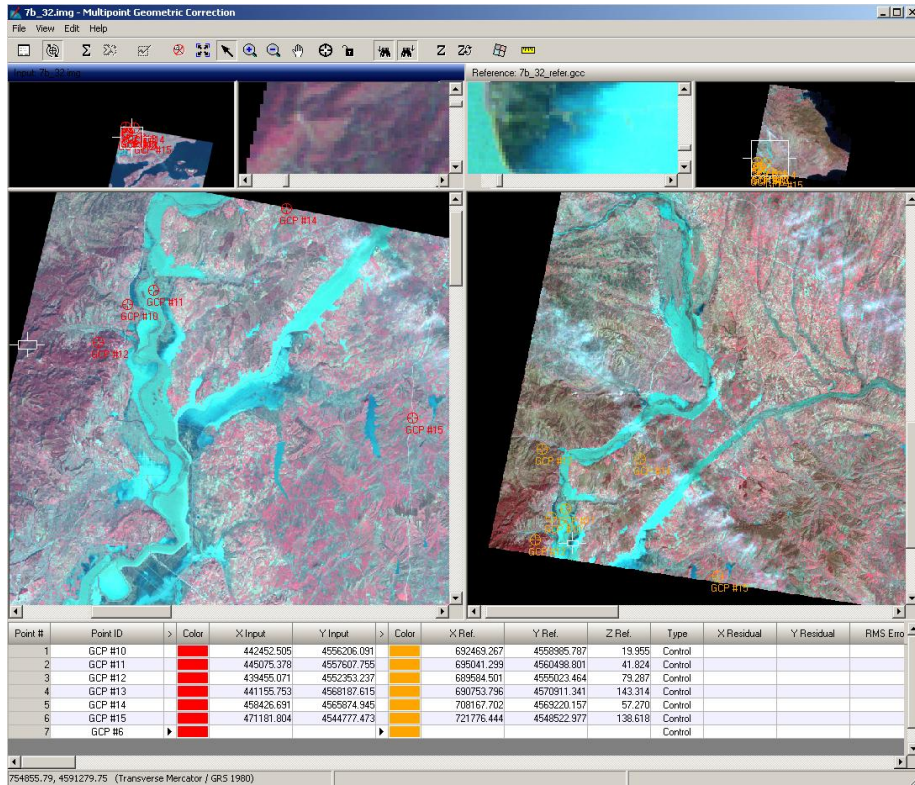 7b_32.img - Multipoint Geometric Correction
File View Edit Help
Input: 7b_32.img
Reference: 7b_32_refer.gcc
GCP #15
GCP #14
GCP #11
GCP #10
GCP #12
GCP #15
GCP #15
Point # Point ID > Color X Input Y Input > Color X Ref. Y Ref. Z Ref. Type X Residual Y Residual RMS Erro
1 GCP #10 442452.505 4556206.091 692469.267 4558985.787 19.955 Control
2 GCP #11 445075.378 4557607.755 695041.299 4560498.801 41.824 Control
3 GCP #12 439455.071 4552353.237 689584.501 4555023.464 79.287 Control
4 GCP #13 441155.753 4568187.615 690753.796 4570911.341 143.314 Control
5 GCP #14 458426.691 4565874.945 708167.702 4569220.157 57.270 Control
6 GCP #15 471181.804 4544777.473 721776.444 4548522.977 138.618 Control
7 GCP #6 Control
754855.79, 4591279.75 (Transverse Mercator / GRS 1980)